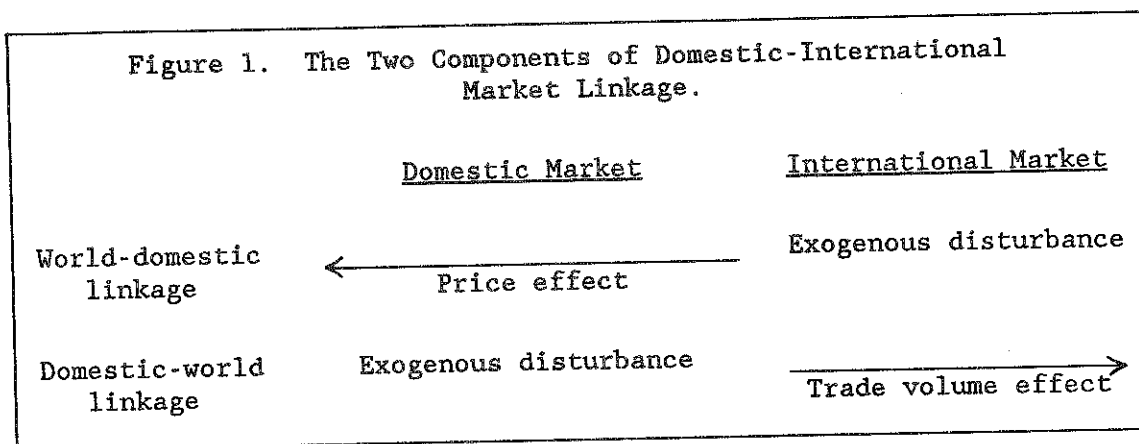 Figure 1. The Two Components of Domestic-International
Market Linkage.
Domestic Market International Market
Exogenous disturbance
World-domestic
linkage
Price effect
Domestic-world
linkage
Exogenous disturbance
Trade volume effect